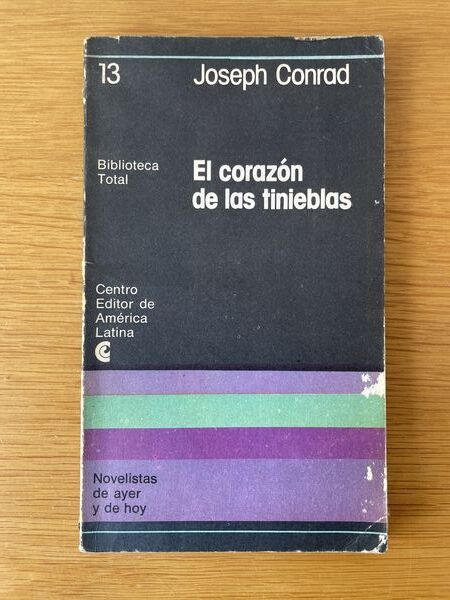 13
Joseph Conrad
Biblioteca
Total
El corazón
de las tinieblas
Centro
Editor de
América
Latina
Novelistas
de ayer
y de hoy